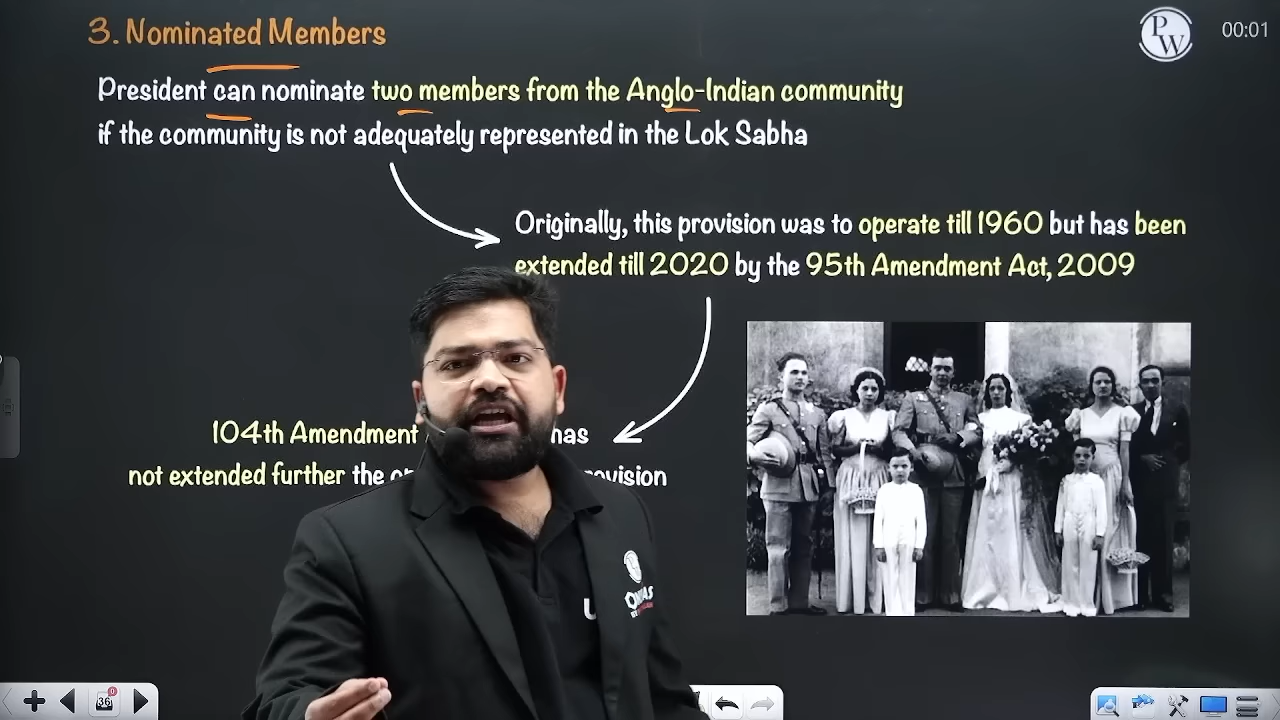 3. Nominated Members
PW
00:01
President can nominate two members from the Anglo-Indian community
if the community is not adequately represented in the Lok Sabha
Originally, this provision was to operate till 1960 but has been
extended till 2020 by the 95th Amendment Act, 2009
104th Amendment has
not extended further the
36